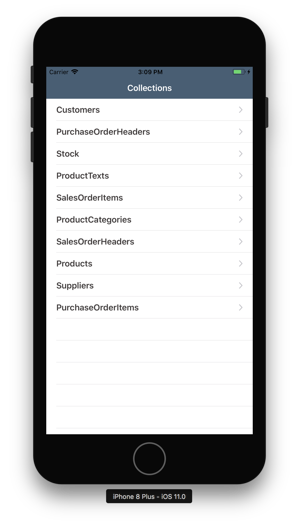 Carrier 3:09 PM
Collections
Customers
PurchaseOrderHeaders
Stock
ProductTexts
SalesOrderItems
ProductCategories
SalesOrderHeaders
Products
Suppliers
PurchaseOrderItems
iPhone 8 Plus - iOS 11.0